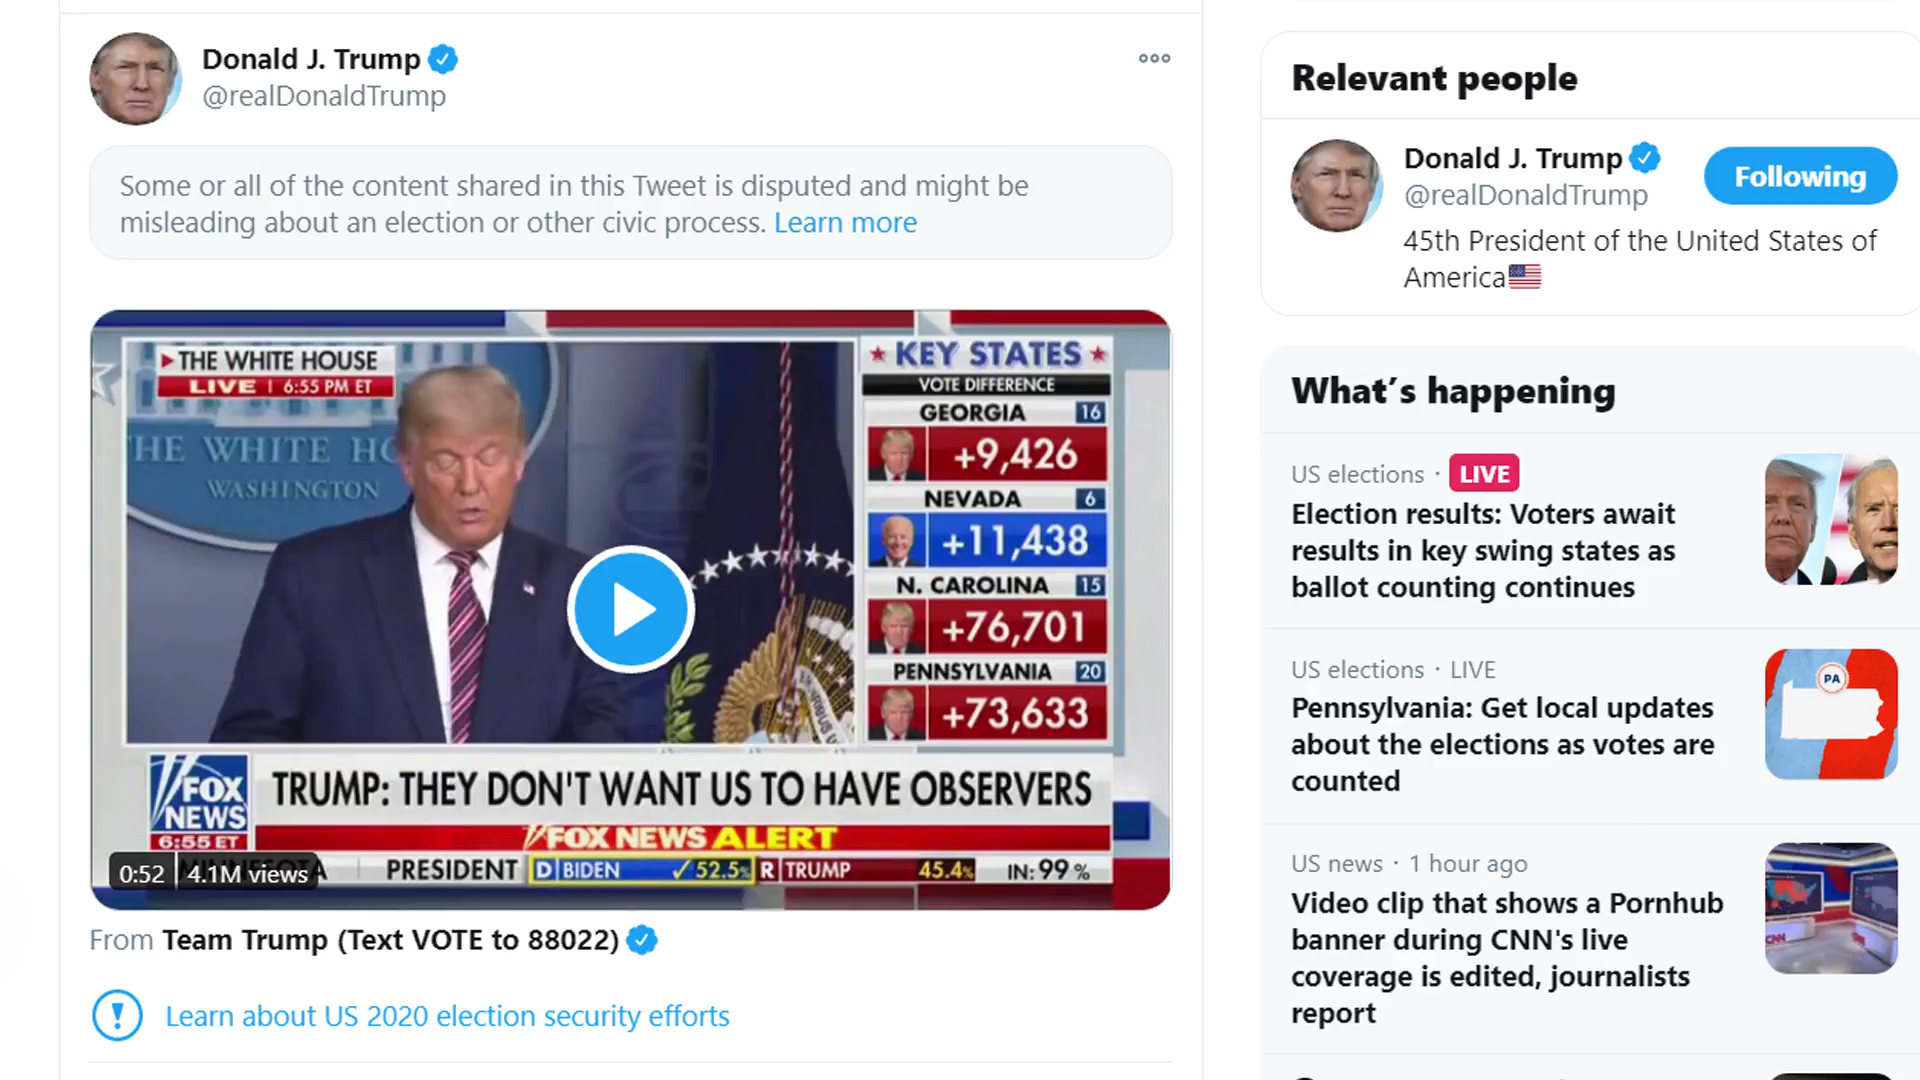 Donald J. Trump
@realDonaldTrump
Some or all of the content shared in this Tweet is disputed and might be
misleading about an election or other civic process. Learn more
THE WHITE HOUSE
LIVE | 6:55 PM ET
THE WHITE HO
WASHINGTON
KEY STATES
VOTE DIFFERENCE
GEORGIA 16
+9,426
NEVADA 6
+11,438
N. CAROLINA 15
+76,701
PENNSYLVANIA 20
+73,633
FOX
NEWS
6:55 ET
TRUMP: THEY DON'T WANT US TO HAVE OBSERVERS
FOX NEWS ALERT
MINNESOTA PRESIDENT D BIDEN ✓52.5% R TRUMP 45.4% IN: 99%
0:52 4.1M views
From Team Trump (Text VOTE to 88022)
Learn about US 2020 election security efforts
Relevant people
Donald J. Trump
@realDonaldTrump
Following
45th President of the United States of
America🇺🇸
What's happening
US elections · LIVE
Election results: Voters await
results in key swing states as
ballot counting continues
US elections · LIVE
Pennsylvania: Get local updates
about the elections as votes are
counted
PA
US news · 1 hour ago
Video clip that shows a Pornhub
banner during CNN's live
coverage is edited, journalists
report
CNN